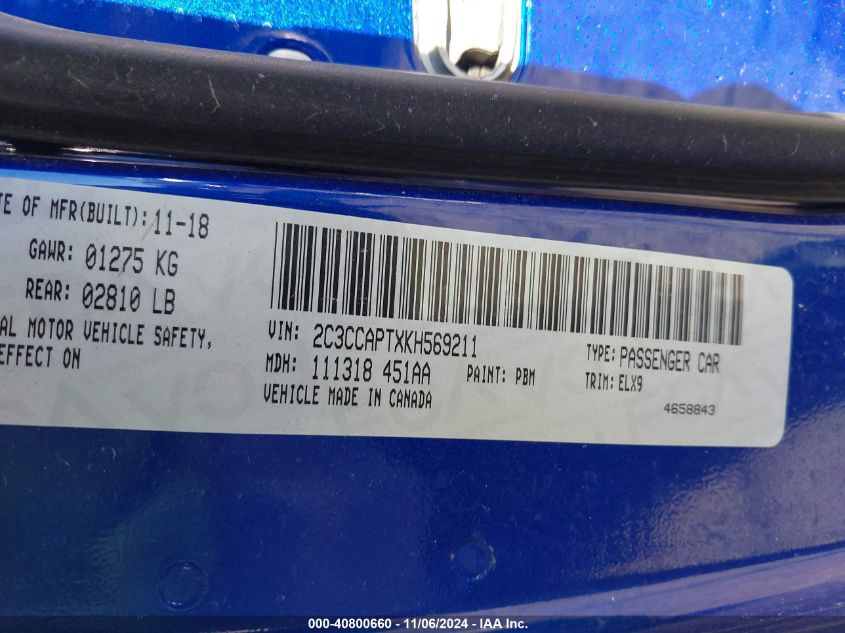 TE OF MFR(BUILT): 11-18
GAWR: 01275 KG
REAR: 02810 LB
AL MOTOR VEHICLE SAFETY,
EFFECT ON
VIN: 2C3CCAPTXKH569211
TYPE: PASSENGER CAR
MDH: 111318 451AA PAINT: PBM
TRIM: ELX9
VEHICLE MADE IN CANADA
4658843
000-40800660 - 11/06/2024 - IAA Inc.